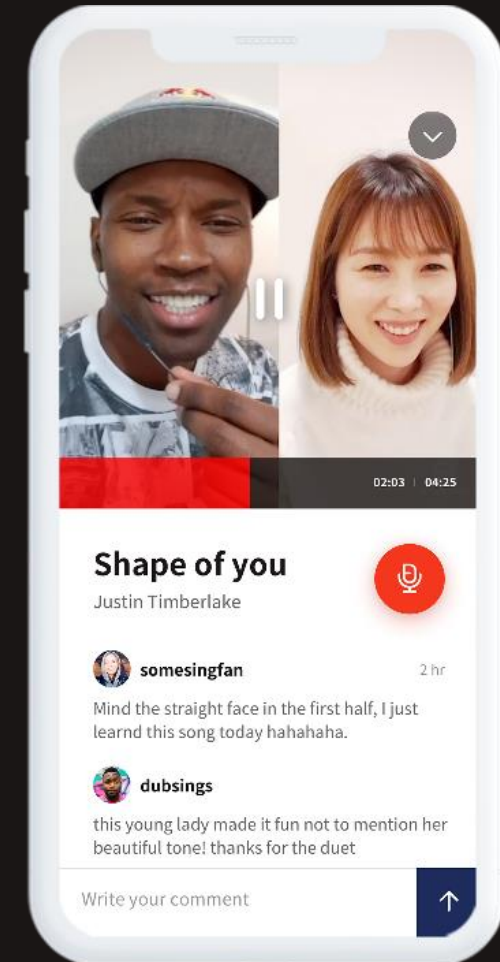 02:03 | 04:25
Shape of you
Justin Timberlake
somesingfan
2 hr
Mind the straight face in the first half, I just
learnd this song today hahahaha.
dubsings
this young lady made it fun not to mention her
beautiful tone! thanks for the duet
Write your comment